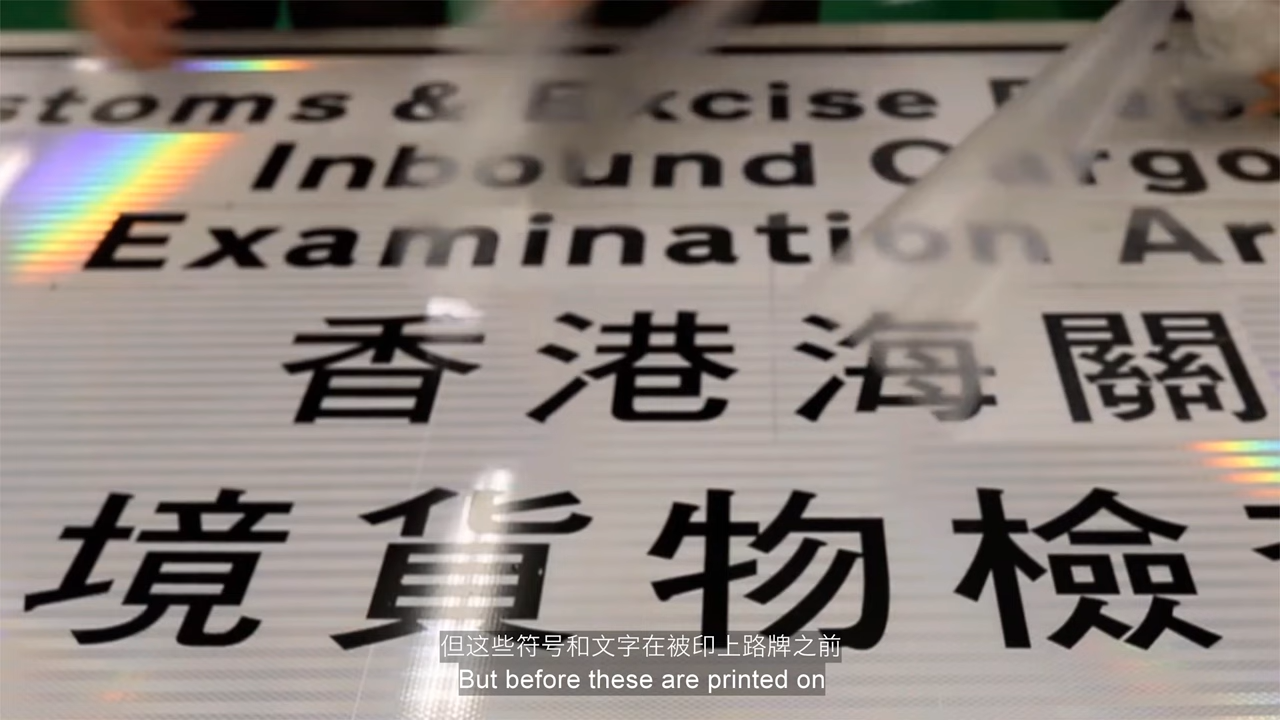 stoms & Excise Dep
Inbound Cargo
Examination Ar
香港海關
境貨物檢
但这些符号和文字在被印上路牌之前
But before these are printed on